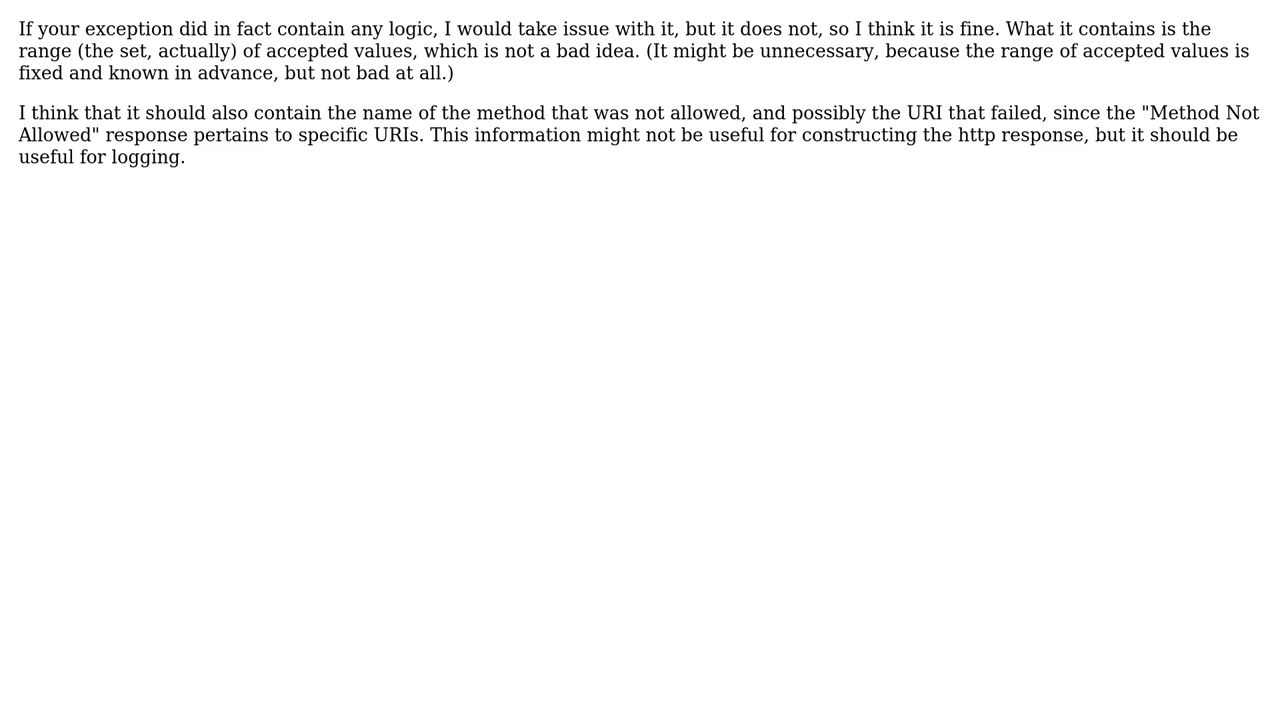 If your exception did in fact contain any logic, I would take issue with it, but it does not, so I think it is fine. What it contains is the
range (the set, actually) of accepted values, which is not a bad idea. (It might be unnecessary, because the range of accepted values is
fixed and known in advance, but not bad at all.)
I think that it should also contain the name of the method that was not allowed, and possibly the URI that failed, since the "Method Not
Allowed" response pertains to specific URIs. This information might not be useful for constructing the http response, but it should be
useful for logging.